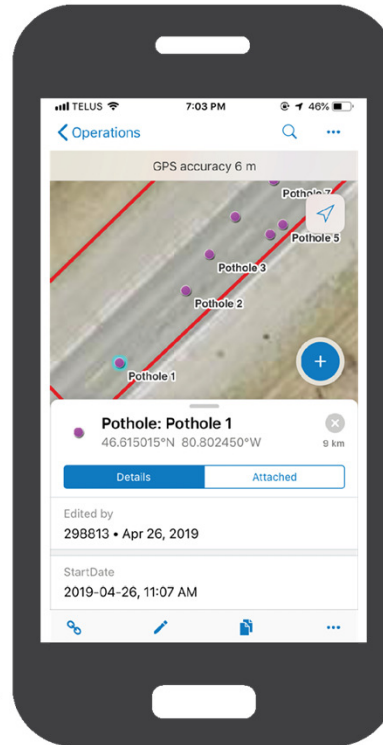 TELUS 7:03 PM 46%
Operations
GPS accuracy 6 m
Pothole 7
Pothole 5
Pothole 3
Pothole 2
Pothole 1
Pothole: Pothole 1
46.615015°N 80.802450°W 9 km
Details Attached
Edited by
298813 • Apr 26, 2019
StartDate
2019-04-26, 11:07 AM